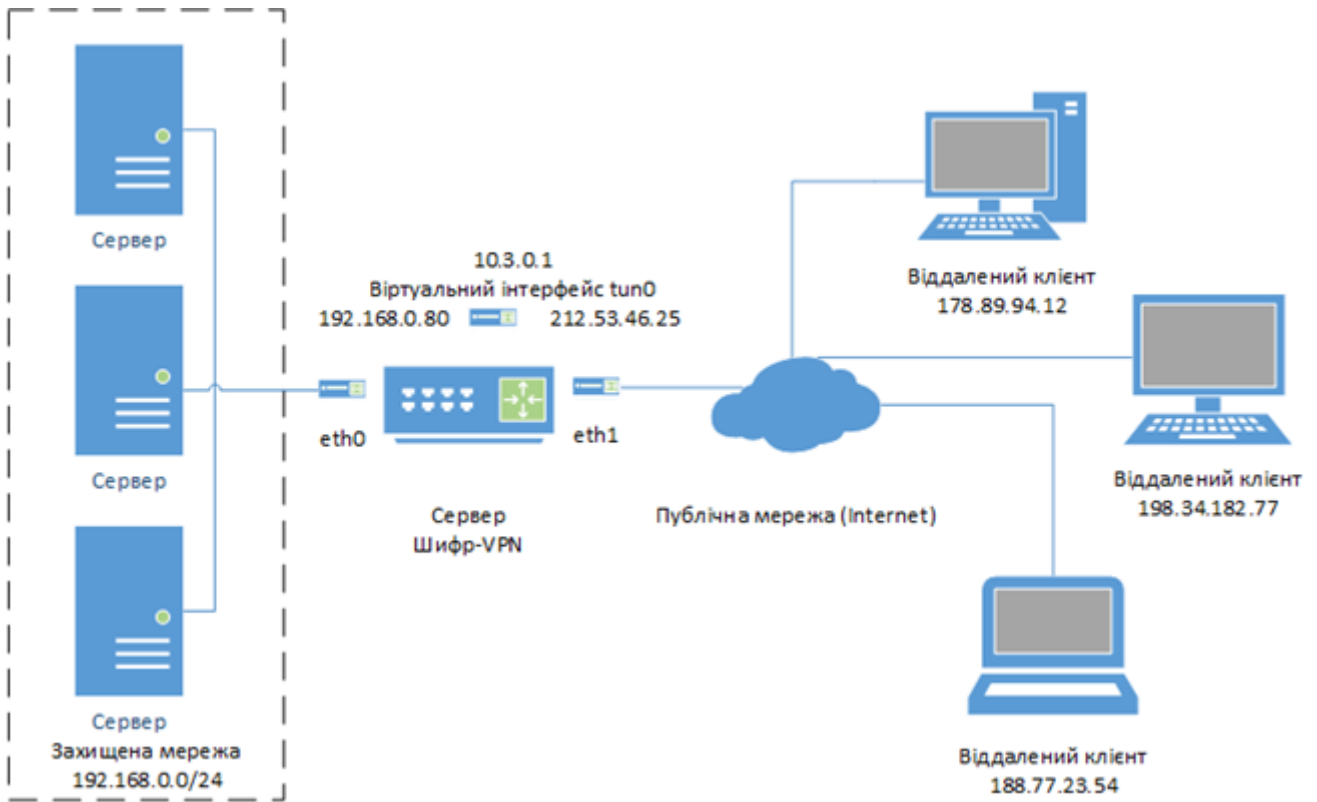 Сервер
Сервер
Сервер
Захищена мережа
192.168.0.0/24
10.3.0.1
Віртуальний інтерфейс tun0
192.168.0.80
212.53.46.25
eth0
eth1
Сервер
Шифр-VPN
Публічна мережа (Internet)
Віддалений клієнт
178.89.94.12
Віддалений клієнт
198.34.182.77
Віддалений клієнт
188.77.23.54